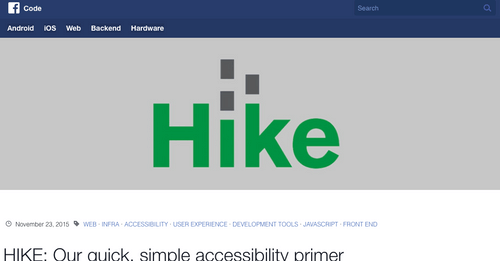 Code
Search
Android iOS Web Backend Hardware
Hike
November 23, 2015 WEB · INFRA · ACCESSIBILITY · USER EXPERIENCE · DEVELOPMENT TOOLS · JAVASCRIPT · FRONT END
HIKE: Our quick, simple accessibility primer